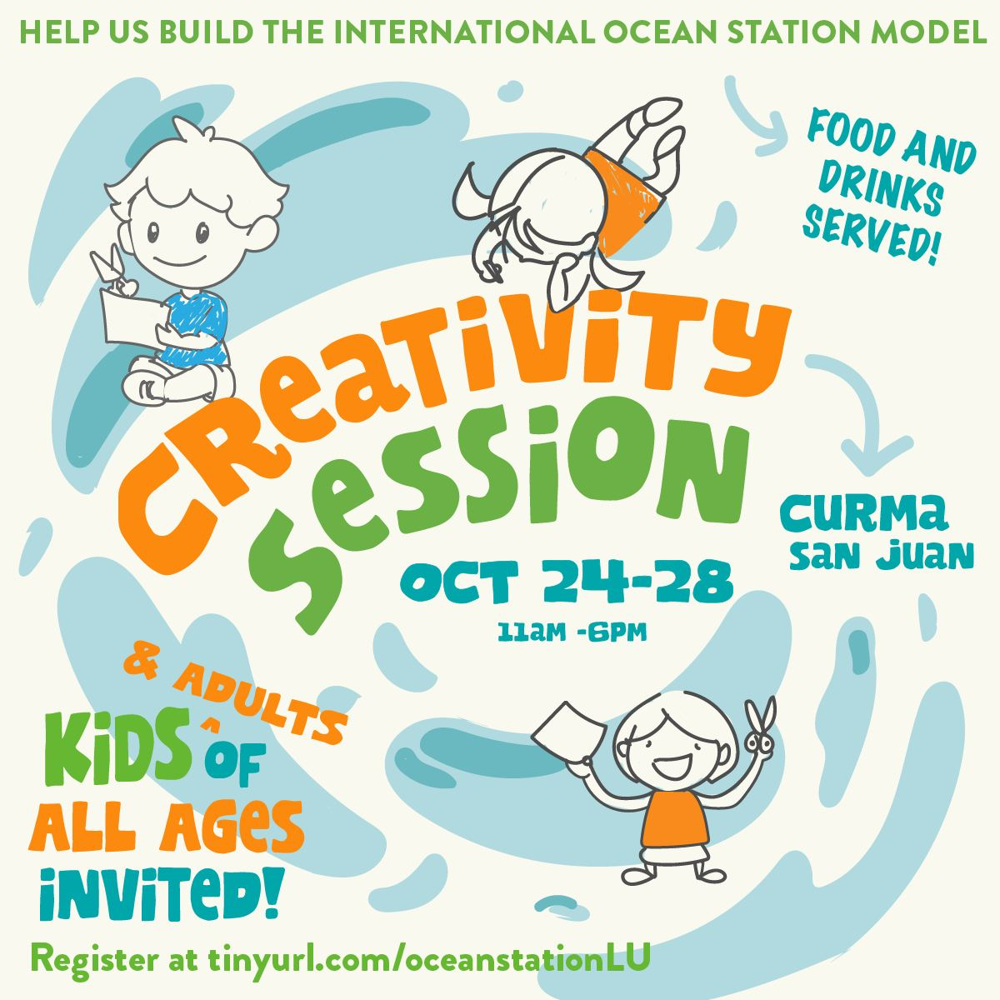 HELP US BUILD THE INTERNATIONAL OCEAN STATION MODEL
FOOD AND
DRINKS
SERVED!
CREATIVITY
SESSION
CURMA
SAN JUAN
OCT 24-28
11AM -6PM
& ADULTS
KIDS ^ OF
ALL AGES
INVITED!
Register at tinyurl.com/oceanstationLU